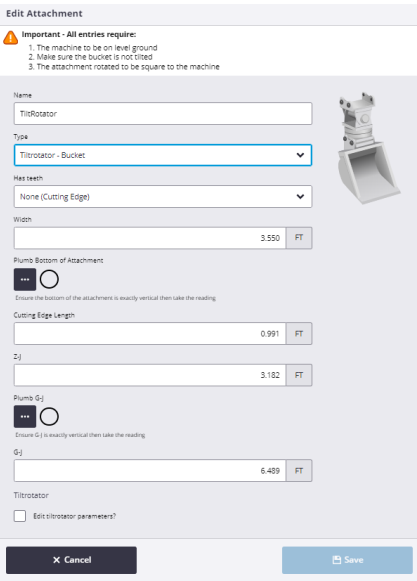 Edit Attachment
Important - All entries require:
1. The machine to be on level ground
2. Make sure the bucket is not tilted
3. The attachment rotated to be square to the machine
Name
TiltRotator
Type
Tiltrotator - Bucket
Has teeth
None (Cutting Edge)
Width
3.550 FT
Plumb Bottom of Attachment
...
Ensure the bottom of the attachment is exactly vertical then take the reading
Cutting Edge Length
0.991 FT
Z-J
3.182 FT
Plumb G-J
...
Ensure G-J is exactly vertical then take the reading
G-J
6.489 FT
Tiltrotator
Edit tiltrotator parameters?
Cancel
Save